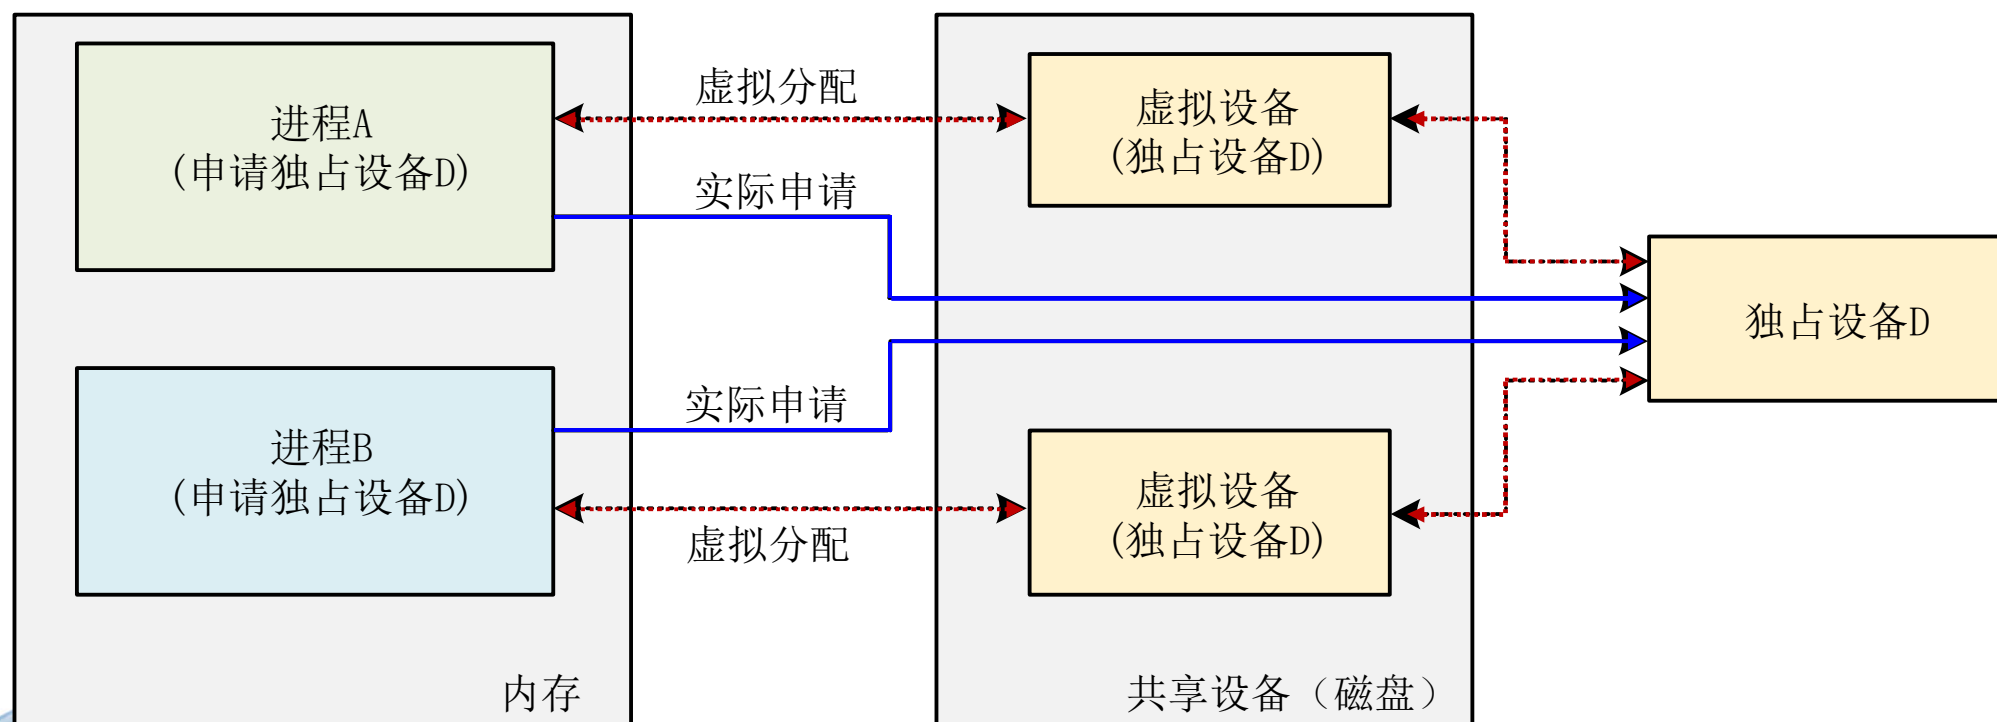 进程A
(申请独占设备D)
虚拟分配
虚拟设备
(独占设备D)
实际申请
独占设备D
实际申请
进程B
(申请独占设备D)
虚拟分配
虚拟设备
(独占设备D)
内存
共享设备（磁盘）